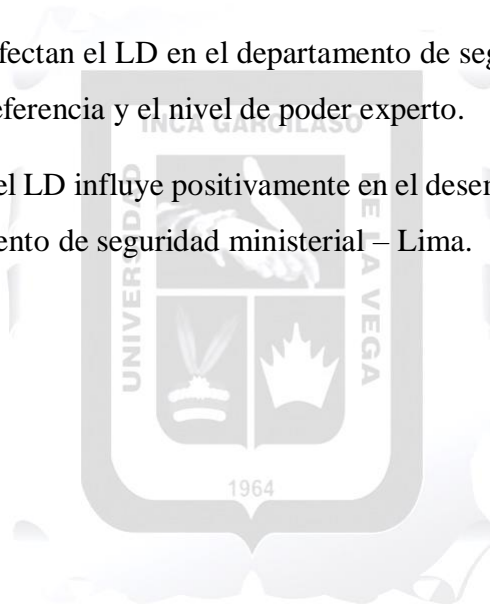 fectan el LD en el departamento de seg
eferencia y el nivel de poder experto.
INCA GARCILASO
el LD influye positivamente en el desen
ento de seguridad ministerial – Lima.
UNIVERSIDAD
DE LA VEGA
1964